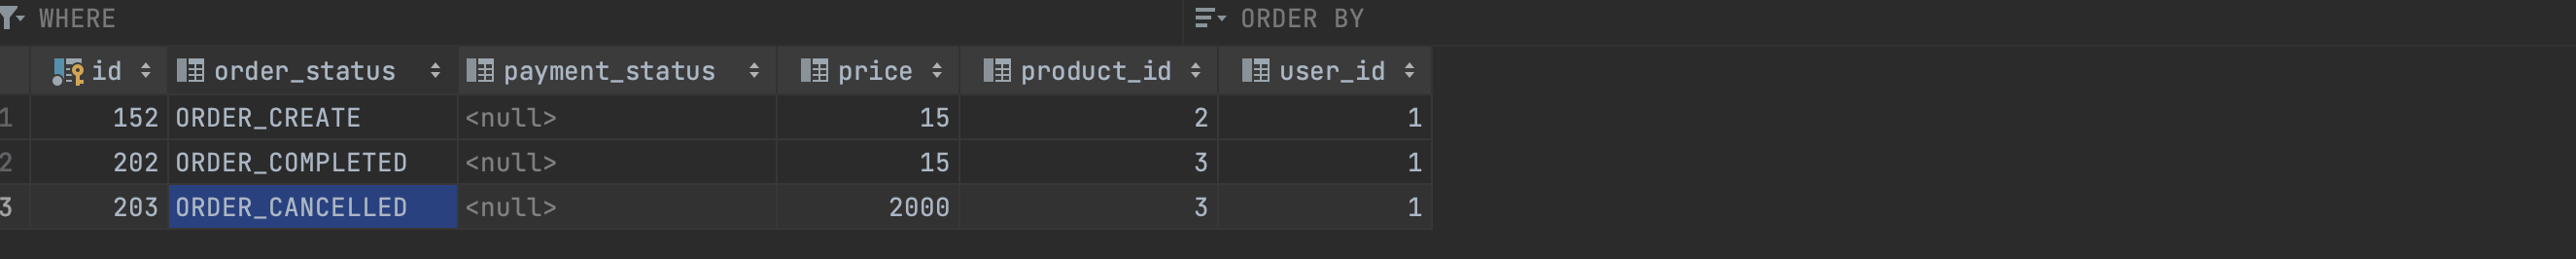 WHERE ORDER BY
id order_status payment_status price product_id user_id
1 152 ORDER_CREATE <null> 15 2 1
2 202 ORDER_COMPLETED <null> 15 3 1
3 203 ORDER_CANCELLED <null> 2000 3 1